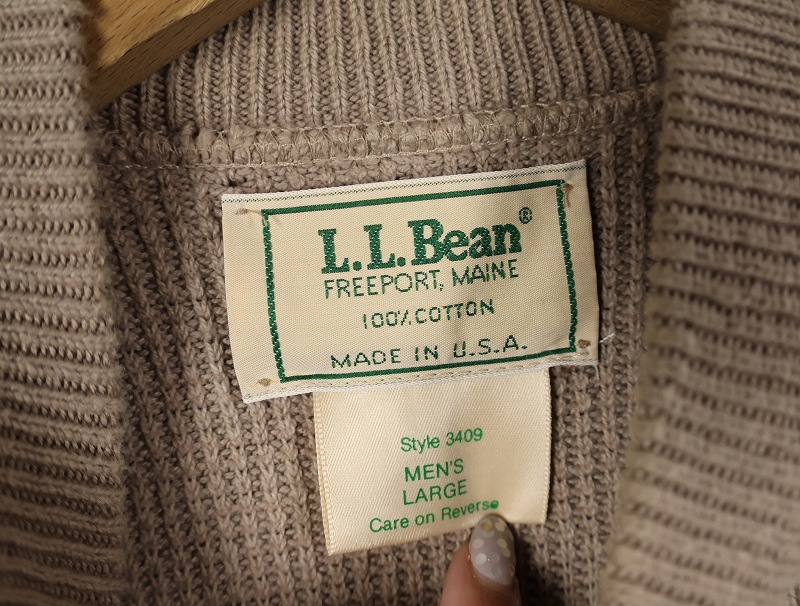 L.L.Bean®
FREEPORT, MAINE
100% COTTON
MADE IN U.S.A.
Style 3409
MEN'S
LARGE
Care on Reverse